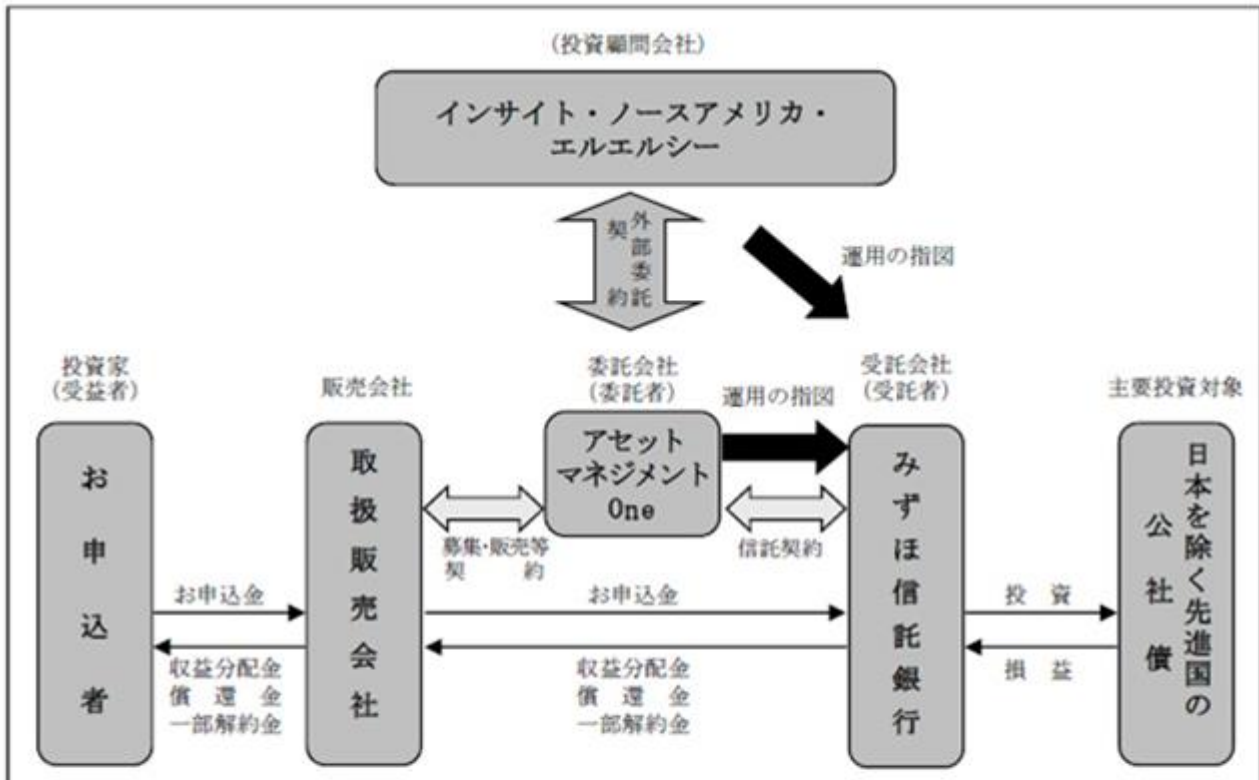 (投資顧問会社)
インサイト・ノースアメリカ・
エルエルシー
外部委託
契約
運用の指図
投資家
(受益者)
販売会社
委託会社
(委託者)
受託会社
(受託者)
主要投資対象
運用の指図
お申込者
取扱販売会社
アセット
マネジメント
One
みずほ信託銀行
日本を除く先進国の
公社債
募集・販売等
契約
信託契約
お申込金
お申込金
投資
収益分配金
償還金
一部解約金
収益分配金
償還金
一部解約金
損益